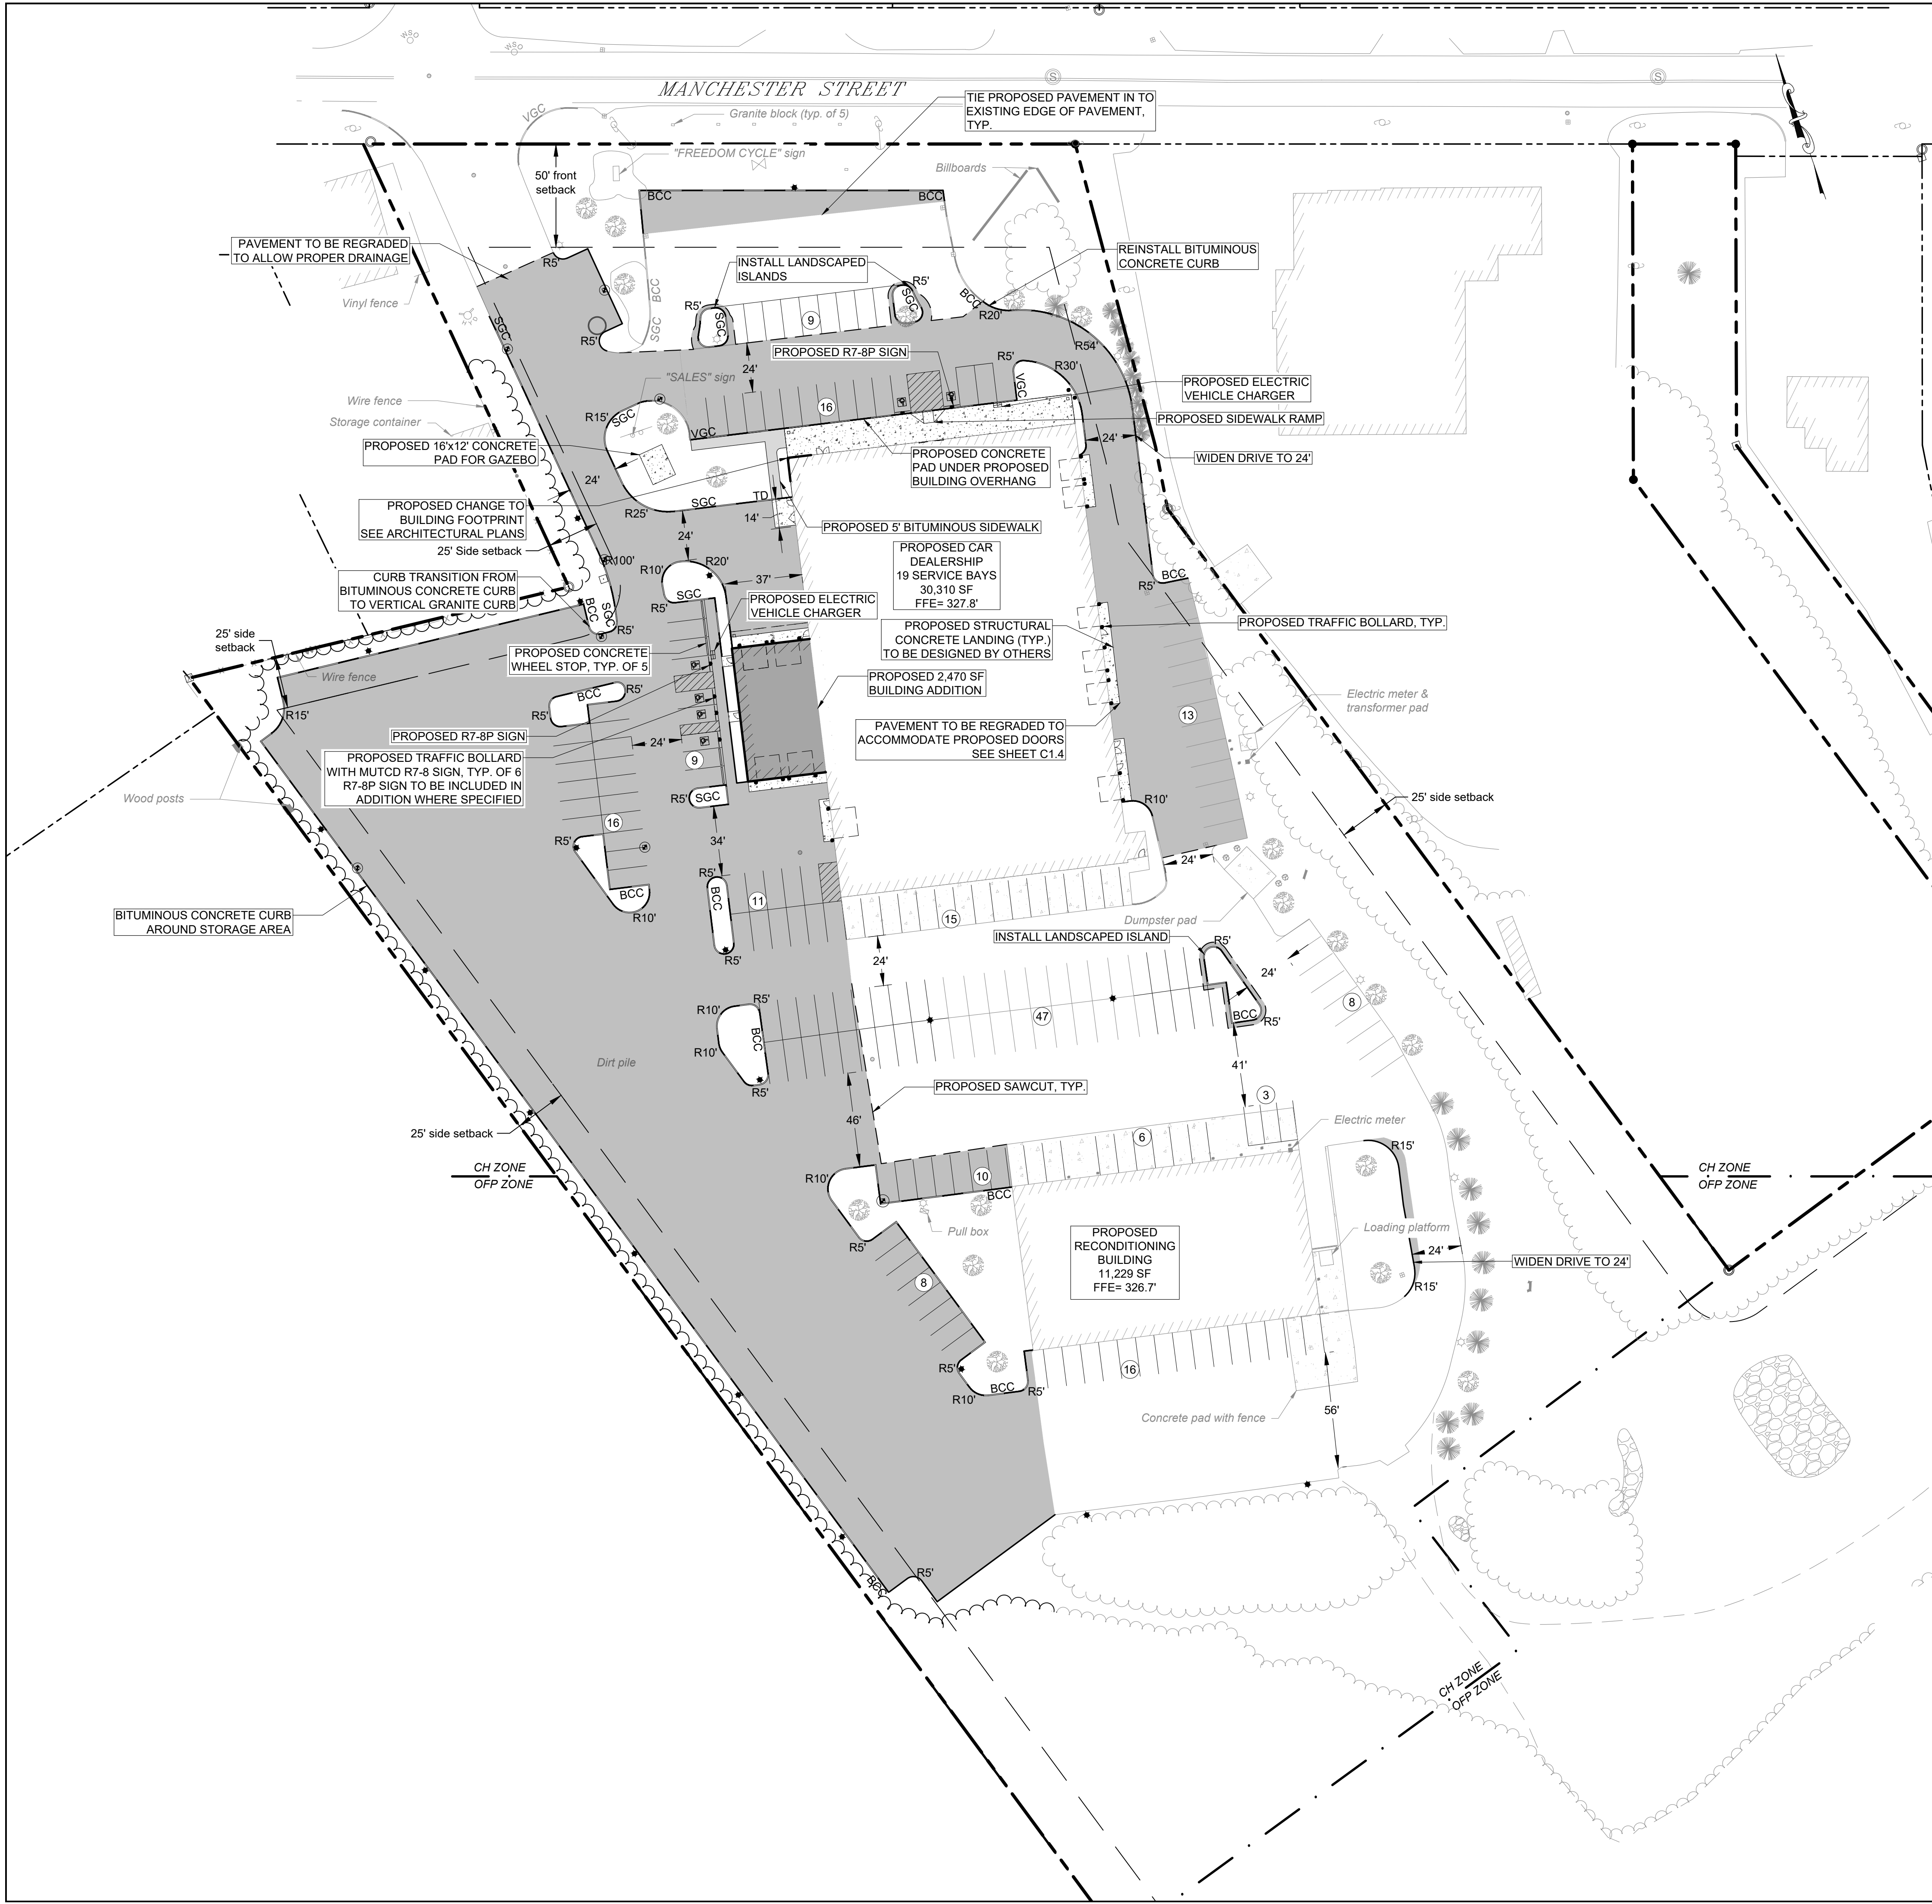 MANCHESTER STREET
TIE PROPOSED PAVEMENT IN TO
EXISTING EDGE OF PAVEMENT,
TYP.
WSO
WSO
S
S
VGC
Granite block (typ. of 5)
"FREEDOM CYCLE" sign
Billboards
50' front
setback
BCC
BCC
PAVEMENT TO BE REGRADED
TO ALLOW PROPER DRAINAGE
R5'
INSTALL LANDSCAPED
ISLANDS
REINSTALL BITUMINOUS
CONCRETE CURB
Vinyl fence
SGC BCC
R5'
SGC
R5'
SGC
9
BCC
R20'
SGC
R5'
R54'
PROPOSED R7-8P SIGN
R5'
R30'
24'
"SALES" sign
VGC
PROPOSED ELECTRIC
VEHICLE CHARGER
Wire fence
Storage container
R15'
SGC
16
PROPOSED SIDEWALK RAMP
VGC
24'
PROPOSED 16'x12' CONCRETE
PAD FOR GAZEBO
PROPOSED CONCRETE
PAD UNDER PROPOSED
BUILDING OVERHANG
WIDEN DRIVE TO 24'
24'
PROPOSED CHANGE TO
BUILDING FOOTPRINT
SEE ARCHITECTURAL PLANS
SGC
TD
R25'
14'
PROPOSED 5' BITUMINOUS SIDEWALK
25' Side setback
24'
R100'
R20'
R10'
37'
PROPOSED CAR
DEALERSHIP
19 SERVICE BAYS
30,310 SF
FFE= 327.8'
CURB TRANSITION FROM
BITUMINOUS CONCRETE CURB
TO VERTICAL GRANITE CURB
BCC
SGC
R5'
SGC
R5'
PROPOSED ELECTRIC
VEHICLE CHARGER
BCC
R5'
25' side
setback
PROPOSED CONCRETE
WHEEL STOP, TYP. OF 5
PROPOSED STRUCTURAL
CONCRETE LANDING (TYP.)
TO BE DESIGNED BY OTHERS
PROPOSED TRAFFIC BOLLARD, TYP.
Wire fence
PROPOSED 2,470 SF
BUILDING ADDITION
R15'
BCC
R5'
R5'
Electric meter &
transformer pad
13
PROPOSED R7-8P SIGN
24'
PAVEMENT TO BE REGRADED TO
ACCOMMODATE PROPOSED DOORS
SEE SHEET C1.4
PROPOSED TRAFFIC BOLLARD
WITH MUTCD R7-8 SIGN, TYP. OF 6
R7-8P SIGN TO BE INCLUDED IN
ADDITION WHERE SPECIFIED
9
Wood posts
R5'
SGC
R10'
25' side setback
16
R5'
34'
24'
R5'
BCC
R10'
BCC
11
R5'
15
Dumpster pad
BITUMINOUS CONCRETE CURB
AROUND STORAGE AREA
INSTALL LANDSCAPED ISLAND
R5'
24'
24'
8
R10'
R5'
BCC
R10'
R5'
47
BCC
R5'
Dirt pile
41'
PROPOSED SAWCUT, TYP.
46'
3
Electric meter
6
25' side setback
R15'
CH ZONE
OFP ZONE
CH ZONE
OFP ZONE
R10'
10
BCC
Pull box
R5'
PROPOSED
RECONDITIONING
BUILDING
11,229 SF
FFE= 326.7'
Loading platform
24'
WIDEN DRIVE TO 24'
8
R15'
R5'
R10'
BCC
R5'
16
56'
Concrete pad with fence
R5'
BCC
CH ZONE
OFP ZONE